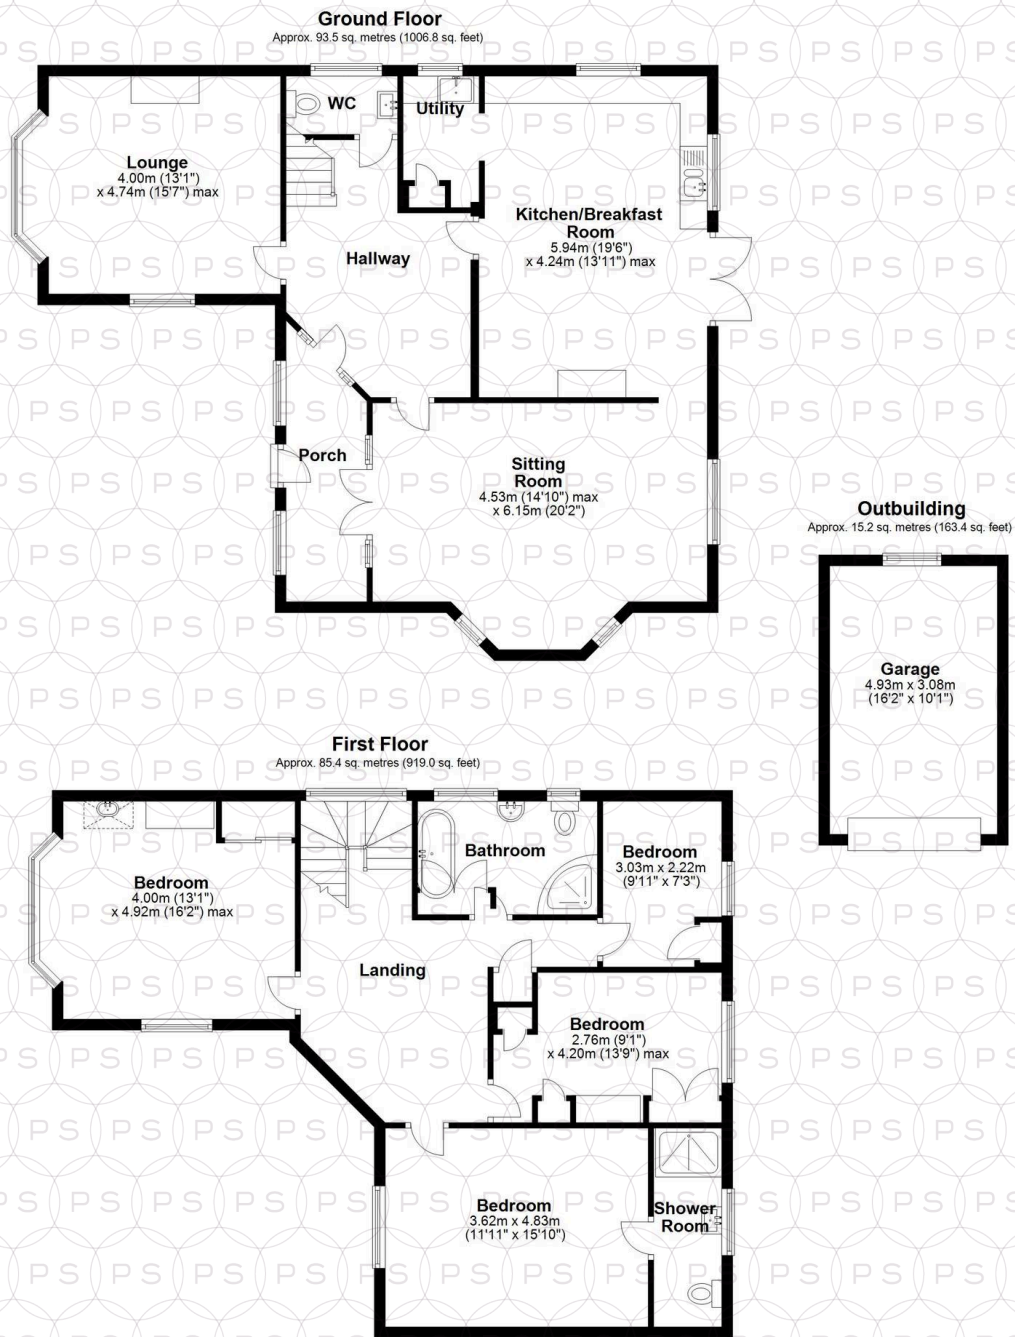 Ground Floor
Approx. 93.5 sq. metres (1006.8 sq. feet)
WC
Utility
Lounge
4.00m (13'1")
x 4.74m (15'7") max
Kitchen/Breakfast
Room
5.94m (19'6")
x 4.24m (13'11") max
Hallway
Porch
Sitting
Room
4.53m (14'10") max
x 6.15m (20'2")
Outbuilding
Approx. 15.2 sq. metres (163.4 sq. feet)
Garage
4.93m x 3.08m
(16'2" x 10'1")
First Floor
Approx. 85.4 sq. metres (919.0 sq. feet)
Bathroom
Bedroom
3.03m x 2.22m
(9'11" x 7'3")
Bedroom
4.00m (13'1")
x 4.92m (16'2") max
Landing
Bedroom
2.76m (9'1")
x 4.20m (13'9") max
Bedroom
3.62m x 4.83m
(11'11" x 15'10")
Shower
Room
PS